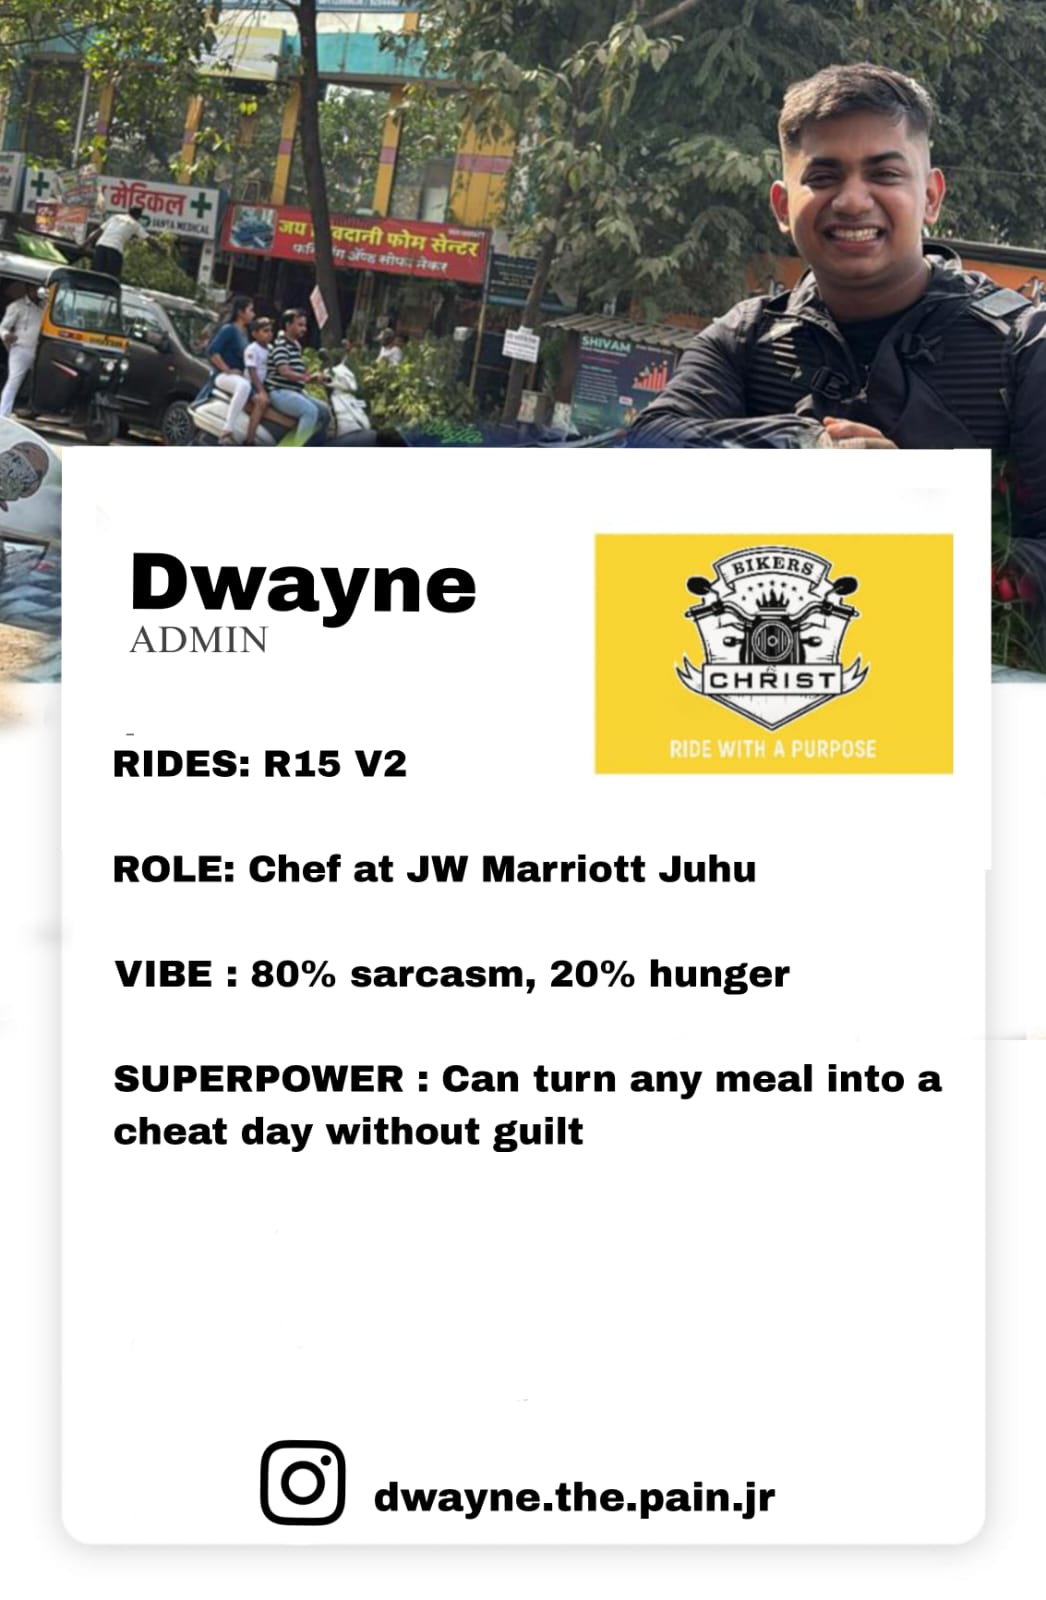 मेडिकल
JANTA MEDICAL
जय
वदानी फोम सेन्टर
SHIVAM
Dwayne
ADMIN
BIKERS
CHRIST
RIDE WITH A PURPOSE
RIDES: R15 V2
ROLE: Chef at JW Marriott Juhu
VIBE : 80% sarcasm, 20% hunger
SUPERPOWER : Can turn any meal into a
cheat day without guilt
dwayne.the.pain.jr